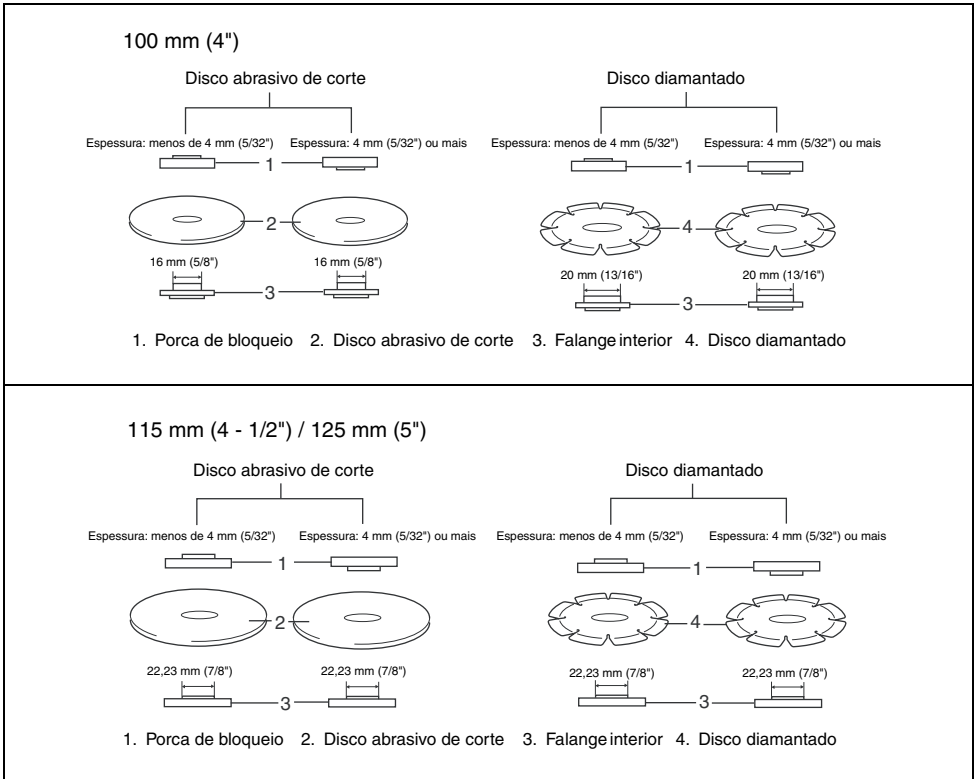 100 mm (4")
Disco abrasivo de corte Disco diamantado
Espessura: menos de 4 mm (5/32") Espessura: 4 mm (5/32") ou mais Espessura: menos de 4 mm (5/32") Espessura: 4 mm (5/32") ou mais
1 1
2 4
16 mm (5/8") 16 mm (5/8") 20 mm (13/16") 20 mm (13/16")
3 3
1. Porca de bloqueio 2. Disco abrasivo de corte 3. Falange interior 4. Disco diamantado
115 mm (4 - 1/2") / 125 mm (5")
Disco abrasivo de corte Disco diamantado
Espessura: menos de 4 mm (5/32") Espessura: 4 mm (5/32") ou mais Espessura: menos de 4 mm (5/32") Espessura: 4 mm (5/32") ou mais
1 1
2 4
22,23 mm (7/8") 22,23 mm (7/8") 22,23 mm (7/8") 22,23 mm (7/8")
3 3
1. Porca de bloqueio 2. Disco abrasivo de corte 3. Falange interior 4. Disco diamantado